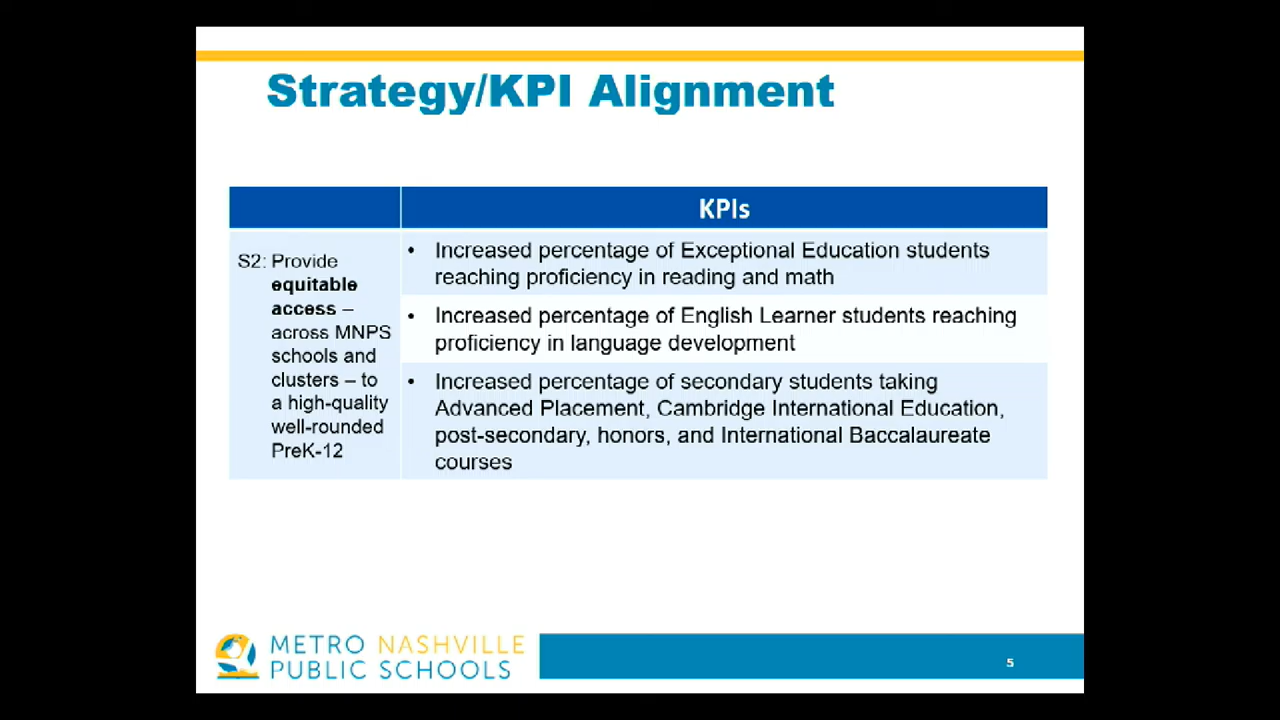 Strategy/KPI Alignment
KPIs
S2: Provide
equitable
access –
across MNPS
schools and
clusters – to
a high-quality
well-rounded
PreK-12
• Increased percentage of Exceptional Education students
reaching proficiency in reading and math
• Increased percentage of English Learner students reaching
proficiency in language development
• Increased percentage of secondary students taking
Advanced Placement, Cambridge International Education,
post-secondary, honors, and International Baccalaureate
courses
METRO NASHVILLE
PUBLIC SCHOOLS
5